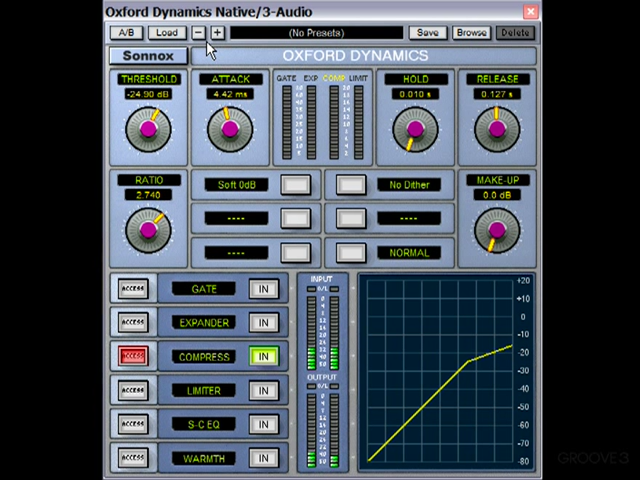 Oxford Dynamics Native/3-Audio
A/B Load − + (No Presets) Save Browse Delete
Sonnox OXFORD DYNAMICS
THRESHOLD ATTACK GATE EXP COMP LIMIT HOLD RELEASE
-24.90 dB 4.42 ms 0.010 s 0.127 s
RATIO Soft 0dB No Dither MAKE-UP
2.740 0.0 dB
---- ----
---- NORMAL
ACCESS GATE IN
ACCESS EXPANDER IN
ACCESS COMPRESS IN
ACCESS LIMITER IN
ACCESS S-C EQ IN
ACCESS WARMTH IN
INPUT
O/L
OUTPUT
O/L
+20
+10
0
-10
-20
-30
-40
-50
-60
-70
-80
GROOVE 3